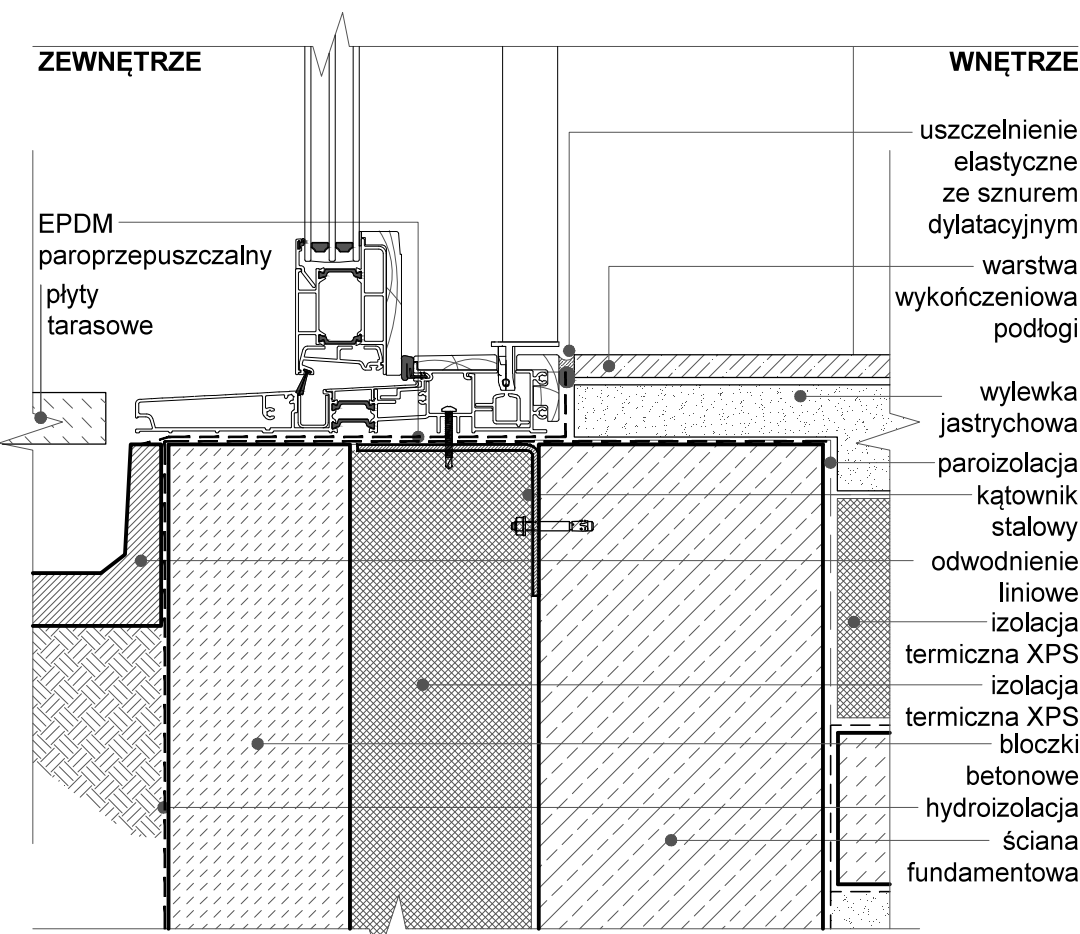 ZEWNĘTRZE
WNĘTRZE
uszczelnienie
elastyczne
ze sznurem
dylatacyjnym
EPDM
paroprzepuszczalny
płyty
tarasowe
warstwa
wykończeniowa
podłogi
wylewka
jastrychowa
paroizolacja
kątownik
stalowy
odwodnienie
liniowe
izolacja
termiczna XPS
izolacja
termiczna XPS
bloczki
betonowe
hydroizolacja
ściana
fundamentowa